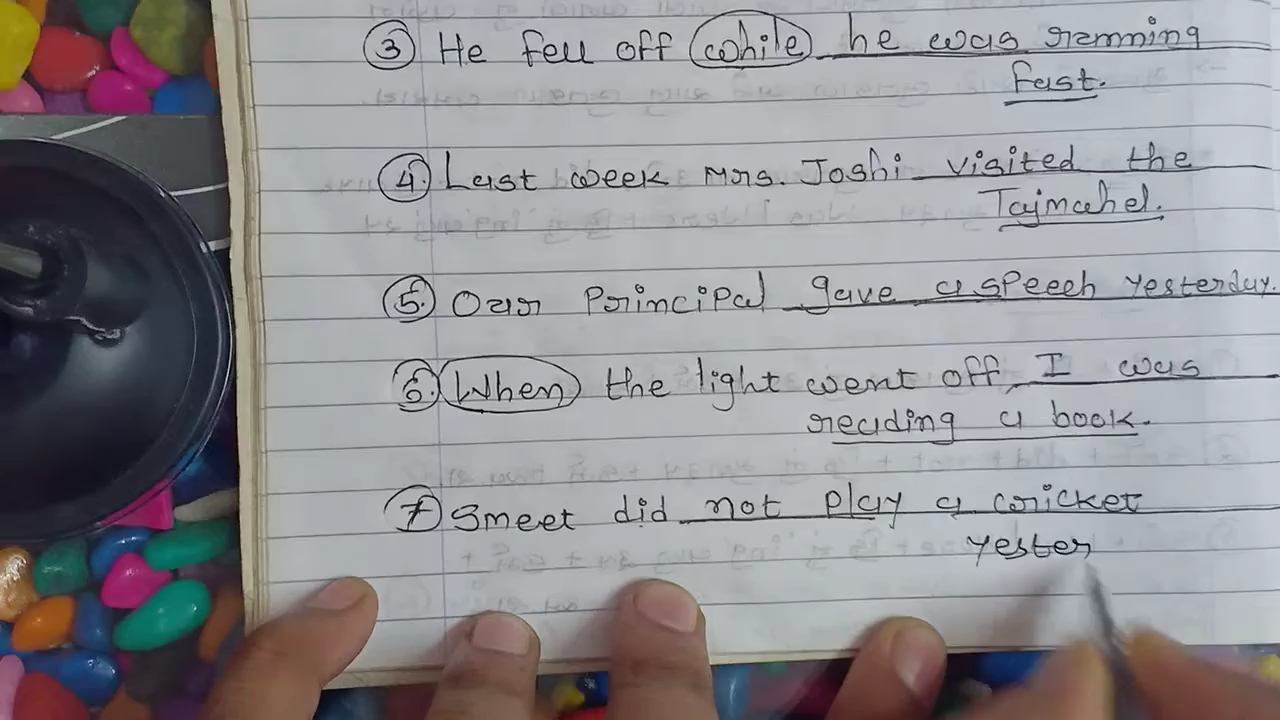 ③ He fell off while he was running
fast.
④ Last week Mrs. Joshi visited the
Tajmahel.
⑤ Our Principal gave a speech yesterday.
⑥ When the light went off, I was
reading a book.
⑦ Smeet did not play a cricket
yester